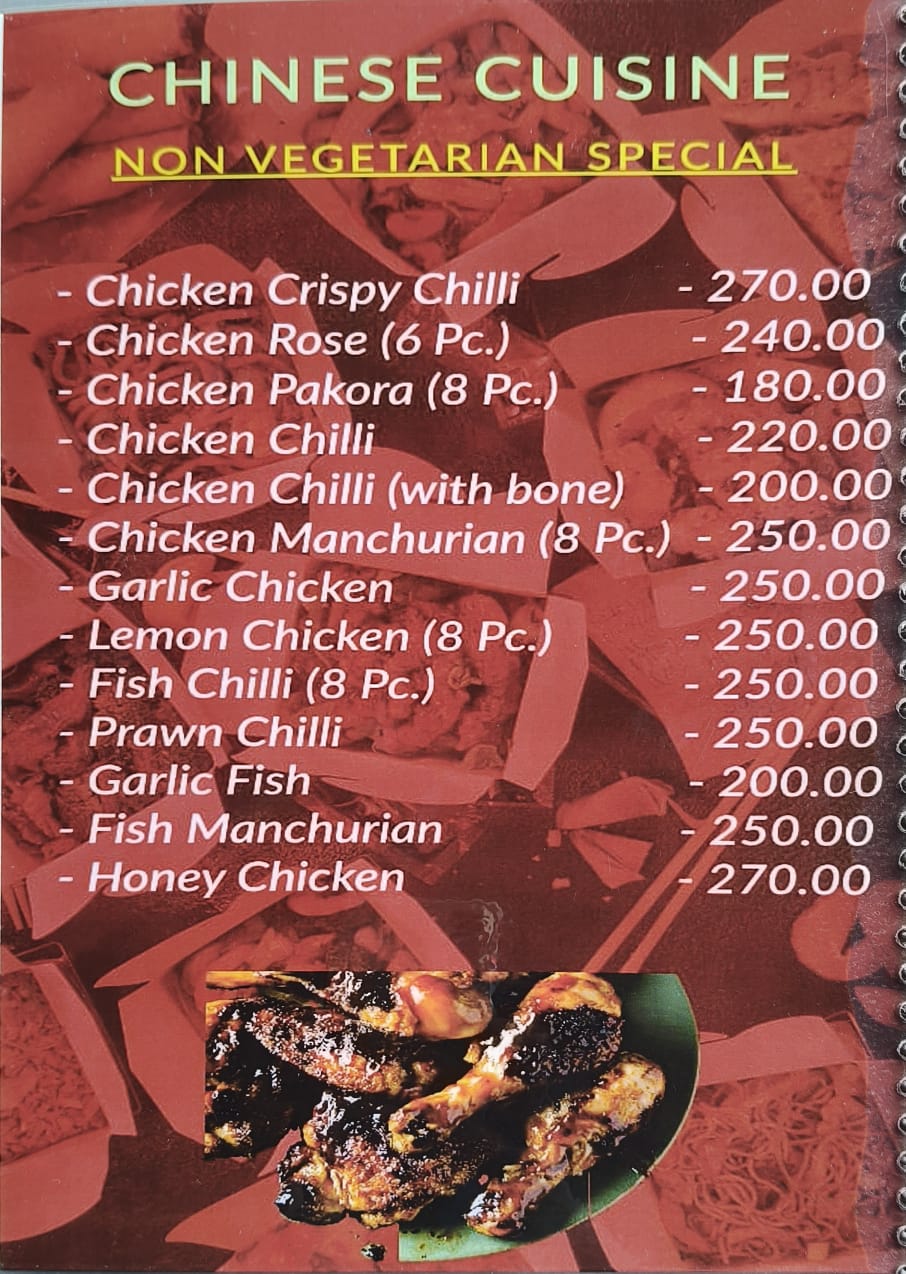 CHINESE CUISINE
NON VEGETARIAN SPECIAL
- Chicken Crispy Chilli - 270.00
- Chicken Rose (6 Pc.) - 240.00
- Chicken Pakora (8 Pc.) - 180.00
- Chicken Chilli - 220.00
- Chicken Chilli (with bone) - 200.00
- Chicken Manchurian (8 Pc.) - 250.00
- Garlic Chicken - 250.00
- Lemon Chicken (8 Pc.) - 250.00
- Fish Chilli (8 Pc.) - 250.00
- Prawn Chilli - 250.00
- Garlic Fish - 200.00
- Fish Manchurian - 250.00
- Honey Chicken - 270.00